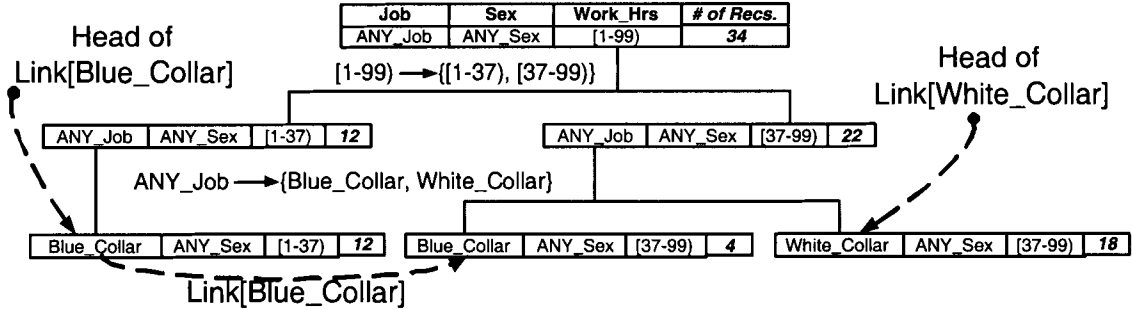 Job Sex Work_Hrs # of Recs.
ANY_Job ANY_Sex [1-99) 34
Head of
Link[Blue_Collar]
[1-99) → {[1-37), [37-99)}
Head of
Link[White_Collar]
ANY_Job ANY_Sex [1-37) 12
ANY_Job ANY_Sex [37-99) 22
ANY_Job → {Blue_Collar, White_Collar}
Blue_Collar ANY_Sex [1-37) 12
Blue_Collar ANY_Sex [37-99) 4
White_Collar ANY_Sex [37-99) 18
Link[Blue_Collar]